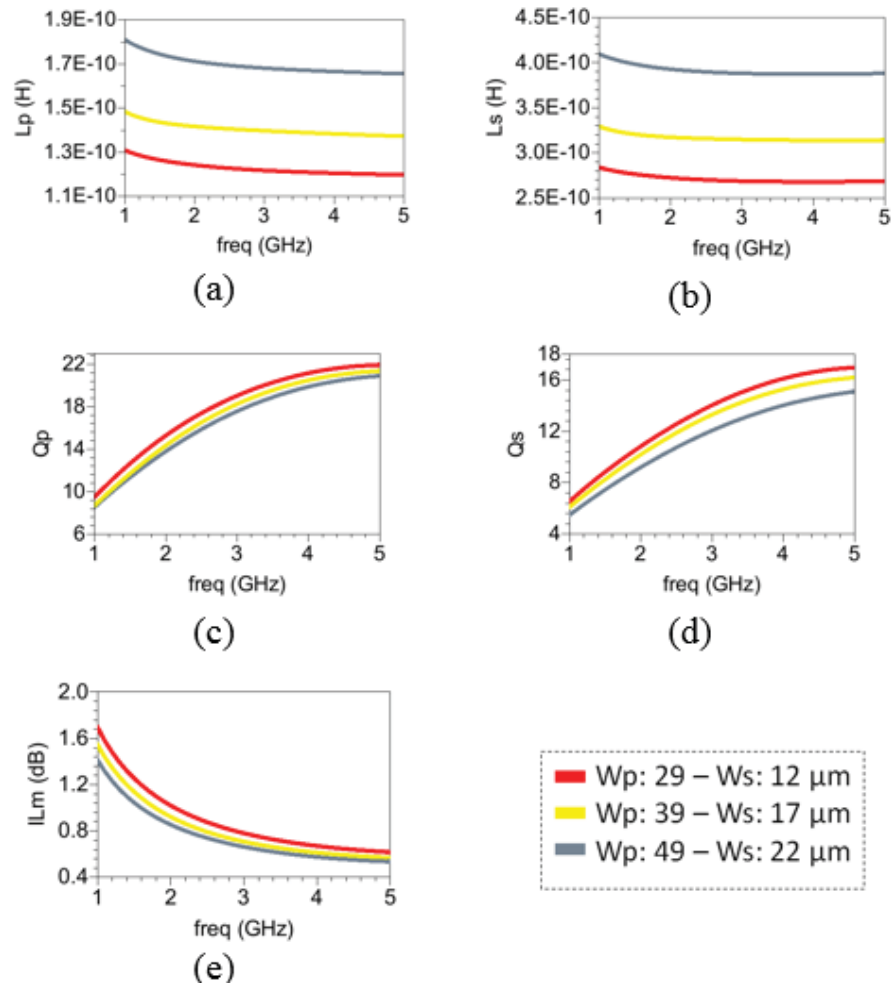 1.9E-10
1.7E-10
1.5E-10
1.3E-10
1.1E-10
Lp (H)
1 2 3 4 5
freq (GHz)
(a)
4.5E-10
4.0E-10
3.5E-10
3.0E-10
2.5E-10
Ls (H)
1 2 3 4 5
freq (GHz)
(b)
22
18
14
10
6
Qp
1 2 3 4 5
freq (GHz)
(c)
18
16
12
8
4
Qs
1 2 3 4 5
freq (GHz)
(d)
2.0
1.6
1.2
0.8
0.4
ILm (dB)
1 2 3 4 5
freq (GHz)
(e)
Wp: 29 – Ws: 12 µm
Wp: 39 – Ws: 17 µm
Wp: 49 – Ws: 22 µm